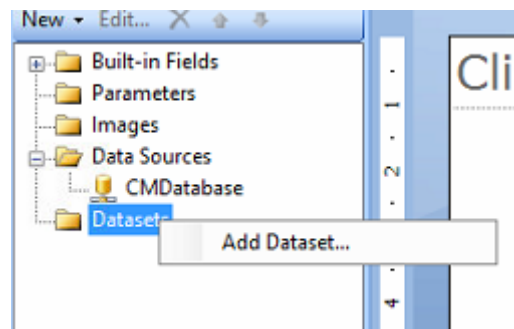 New Edit...
Built-in Fields
Cli
Parameters
1
Images
Data Sources
2
CMDatabase
Datasets
Add Dataset...
4